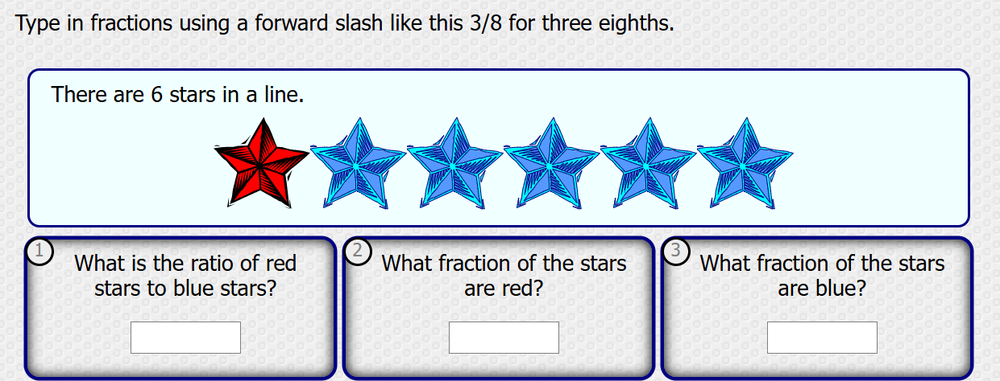 Type in fractions using a forward slash like this 3/8 for three eighths.
There are 6 stars in a line.
1
What is the ratio of red
stars to blue stars?
2
What fraction of the stars
are red?
3
What fraction of the stars
are blue?